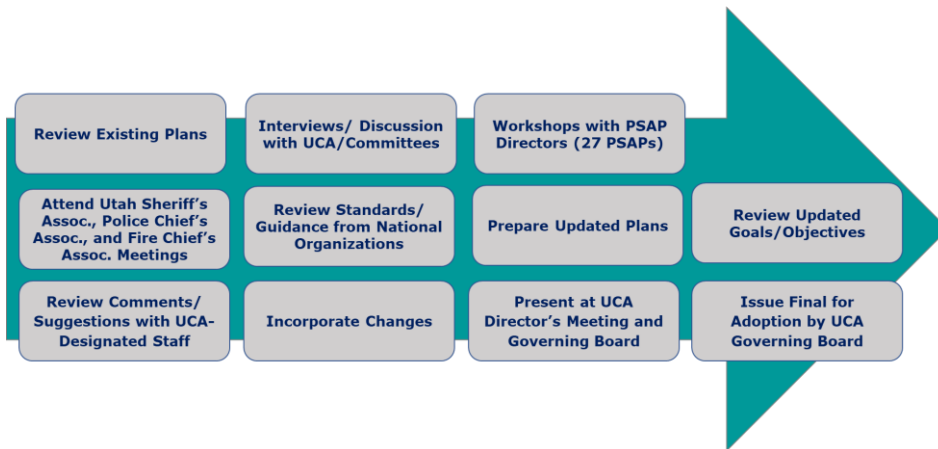 Review Existing Plans
Interviews/ Discussion
with UCA/Committees
Workshops with PSAP
Directors (27 PSAPs)
Attend Utah Sheriff's
Assoc., Police Chief's
Assoc., and Fire Chief's
Assoc. Meetings
Review Standards/
Guidance from National
Organizations
Prepare Updated Plans
Review Updated
Goals/Objectives
Review Comments/
Suggestions with UCA-
Designated Staff
Incorporate Changes
Present at UCA
Director's Meeting and
Governing Board
Issue Final for
Adoption by UCA
Governing Board